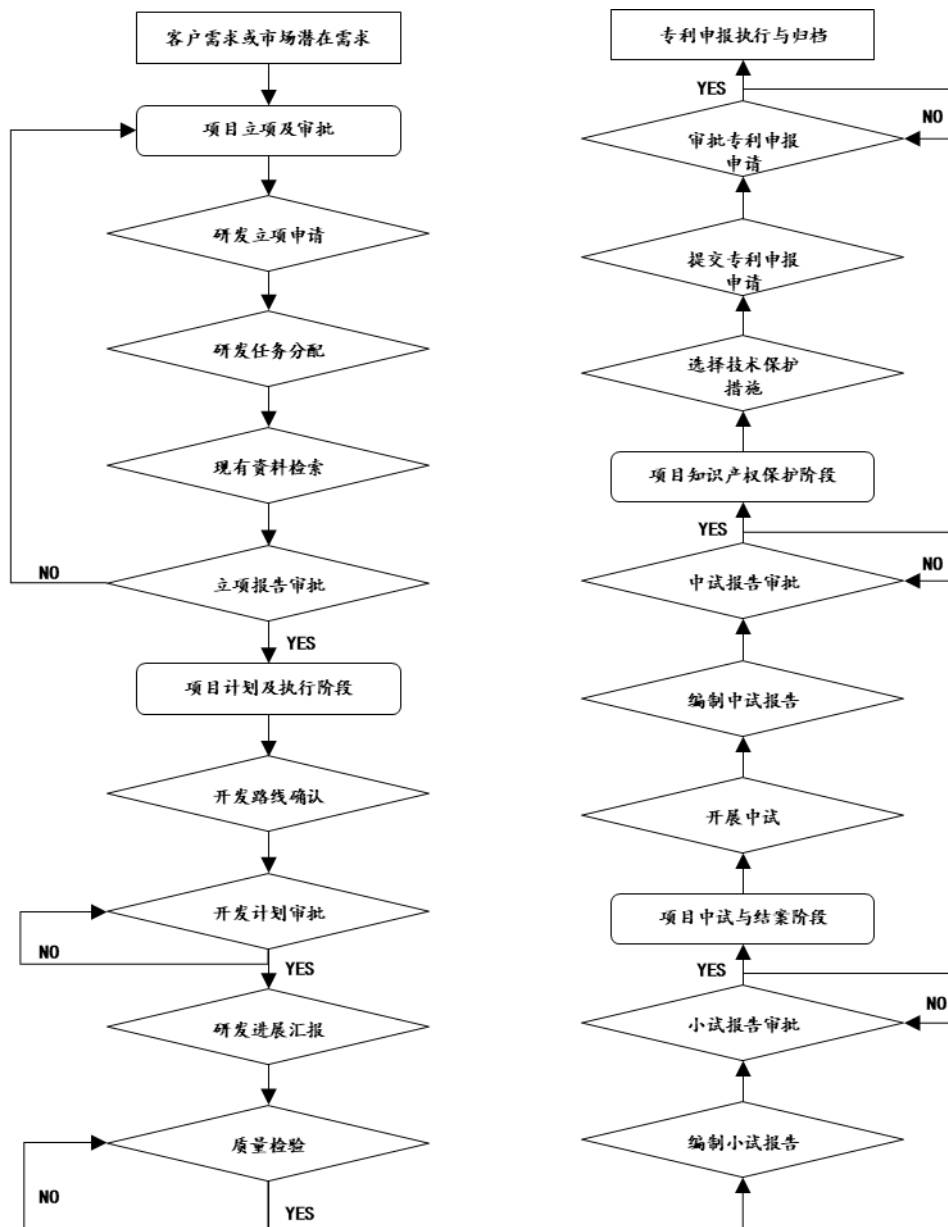 客户需求或市场潜在需求
项目立项及审批
研发立项申请
研发任务分配
现有资料检索
NO
立项报告审批
YES
项目计划及执行阶段
开发路线确认
开发计划审批
NO
YES
研发进展汇报
质量检验
NO
YES
专利申报执行与归档
YES
NO
审批专利申报
申请
提交专利申报
申请
选择技术保护
措施
项目知识产权保护阶段
YES
NO
中试报告审批
编制中试报告
开展中试
项目中试与结案阶段
YES
NO
小试报告审批
编制小试报告